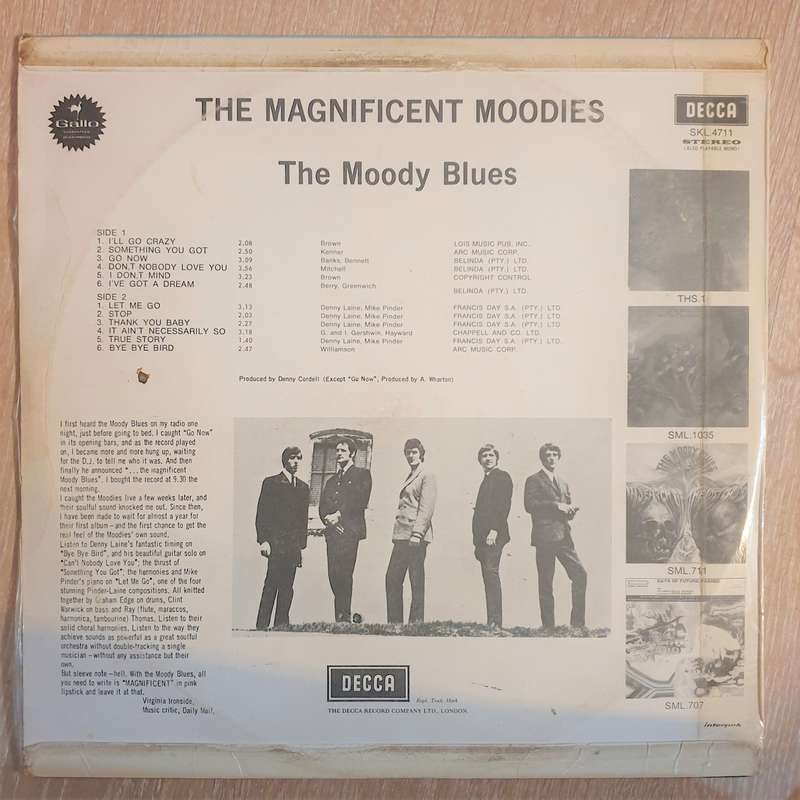 Gallo
THE MAGNIFICENT MOODIES
The Moody Blues
DECCA
SKL.4711
STEREO
(ALSO PLAYABLE MONO)
SIDE 1
1. I'LL GO CRAZY 2.08 Brown LOIS MUSIC PUB. INC.
2. SOMETHING YOU GOT 2.50 Kenner ARC MUSIC CORP.
3. GO NOW 3.09 Banks, Bennett BELINDA (PTY.) LTD.
4. DON,T NOBODY LOVE YOU 3.56 Mitchell BELINDA (PTY.) LTD.
5. I DON,T MIND 3.23 Brown COPYRIGHT CONTROL
6. I'VE GOT A DREAM 2.48 Berry, Greenwich BELINDA (PTY.) LTD
SIDE 2
1. LET ME GO 3.13 Denny Laine, Mike Pinder FRANCIS DAY S.A. (PTY.) LTD.
2. STOP 2.03 Denny Laine, Mike Pinder FRANCIS DAY S.A. (PTY.) LTD.
3. THANK YOU BABY 2.27 Denny Laine, Mike Pinder FRANCIS DAY S.A. (PTY.) LTD
4. IT AIN'T NECESSARILY SO 3.18 G. and I. Gershwin, Hayward CHAPPELL AND CO. LTD.
5. TRUE STORY 1.40 Denny Laine, Mike Pinder FRANCIS DAY S.A. (PTY.) LTD.
6. BYE BYE BIRD 2.47 Williamson ARC MUSIC CORP.
Produced by Denny Cordell (Except "Go Now", Produced by A. Wharton)
I first heard the Moody Blues on my radio one
night, just before going to bed. I caught "Go Now"
in its opening bars, and as the record played
on, I became more and more hung up, waiting
for the D.J. to tell me who it was. And then
finally he announced "...the magnificent
Moody Blues". I bought the record at 9.30 the
next morning.
I caught the Moodies live a few weeks later, and
their soulful sound knocked me out. Since then,
I have been made to wait for almost a year for
their first album - and the first chance to get the
real feel of the Moodies' own sound.
Listen to Denny Laine's fantastic timing on
"Bye Bye Bird", and his beautiful guitar solo on
"Can't Nobody Love You"; the thrust of
"Something You Got"; the harmonies and Mike
Pinder's piano on "Let Me Go", one of the four
stunning Pinder-Laine compositions. All knitted
together by Graham Edge on drums, Clint
Warwick on bass and Ray (flute, maraccos,
harmonica, tambourine) Thomas. Listen to their
solid choral harmonies. Listen to the way they
achieve sounds as powerful as a great soulful
orchestra without double-tracking a single
musician - without any assistance but their
own.
But sleeve note - hell. With the Moody Blues, all
you need to write is "MAGNIFICENT" in pink
lipstick and leave it at that.
Virginia Ironside,
Music critic, Daily Mail.
THS.1
SML.1035
THE MOODY BLUES
SML.711
DAYS OF FUTURE PASSED
SML.707
DECCA
Regd. Trade Mark
THE DECCA RECORD COMPANY LTD., LONDON.
interpak